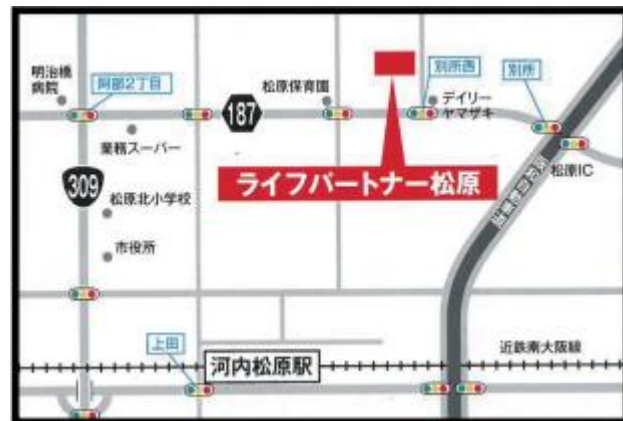 明治橋
病院
阿部2丁目
松原保育園
別所西
別所
187
デイリー
ヤマザキ
業務スーパー
309
ライフパートナー松原
松原IC
松原北小学校
市役所
上田
河内松原駅
近鉄南大阪線